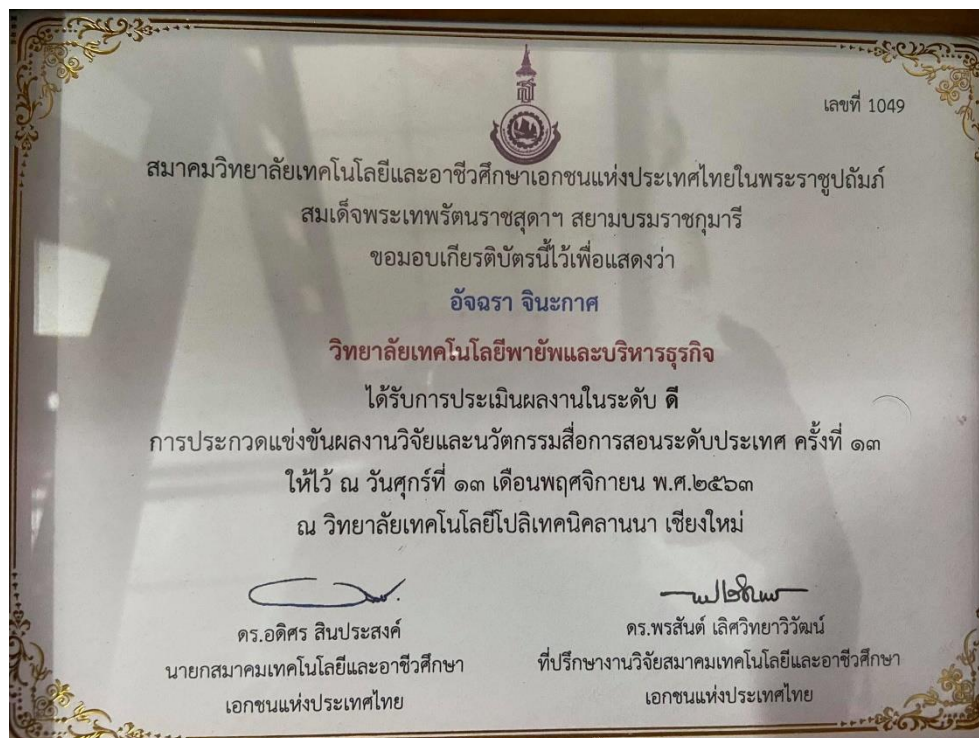 เลขที่ 1049
สมาคมวิทยาลัยเทคโนโลยีและอาชีวศึกษาเอกชนแห่งประเทศไทยในพระราชูปถัมภ์
สมเด็จพระเทพรัตนราชสุดาฯ สยามบรมราชกุมารี
ขอมอบเกียรติบัตรนี้ไว้เพื่อแสดงว่า
อัจฉรา จินะกาศ
วิทยาลัยเทคโนโลยีพายัพและบริหารธุรกิจ
ได้รับการประเมินผลงานในระดับ ดี
การประกวดแข่งขันผลงานวิจัยและนวัตกรรมสื่อการสอนระดับประเทศ ครั้งที่ ๑๓
ให้ไว้ ณ วันศุกร์ที่ ๑๓ เดือนพฤศจิกายน พ.ศ.๒๕๖๓
ณ วิทยาลัยเทคโนโลยีโปลิเทคนิคลานนา เชียงใหม่
ดร.อดิศร สินประสงค์
นายกสมาคมเทคโนโลยีและอาชีวศึกษา
เอกชนแห่งประเทศไทย
ดร.พรสันต์ เลิศวิทยาวิวัฒน์
ที่ปรึกษางานวิจัยสมาคมเทคโนโลยีและอาชีวศึกษา
เอกชนแห่งประเทศไทย